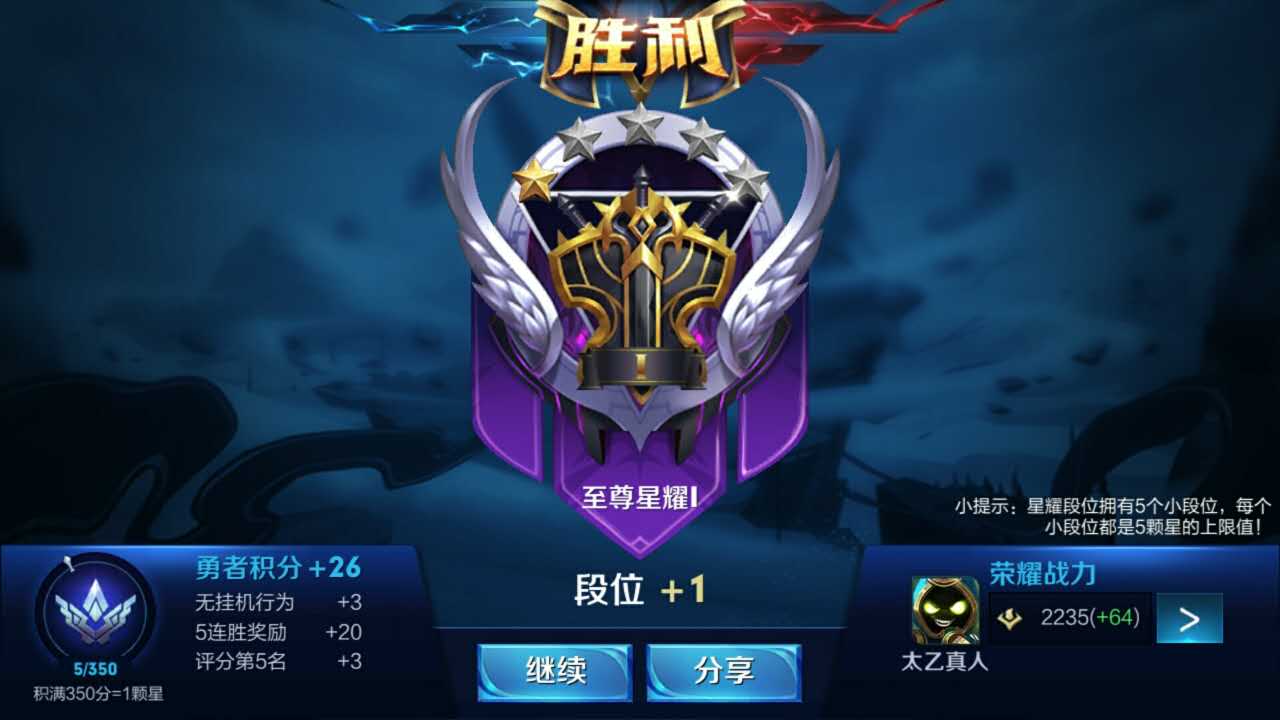 胜利
I
至尊星耀I
小提示：星耀段位拥有5个小段位，每个
小段位都是5颗星的上限值！
段位 +1
继续
分享
勇者积分 +26
无挂机行为 +3
5连胜奖励 +20
评分第5名 +3
5/350
积满350分=1颗星
荣耀战力
2235(+64)
>
太乙真人